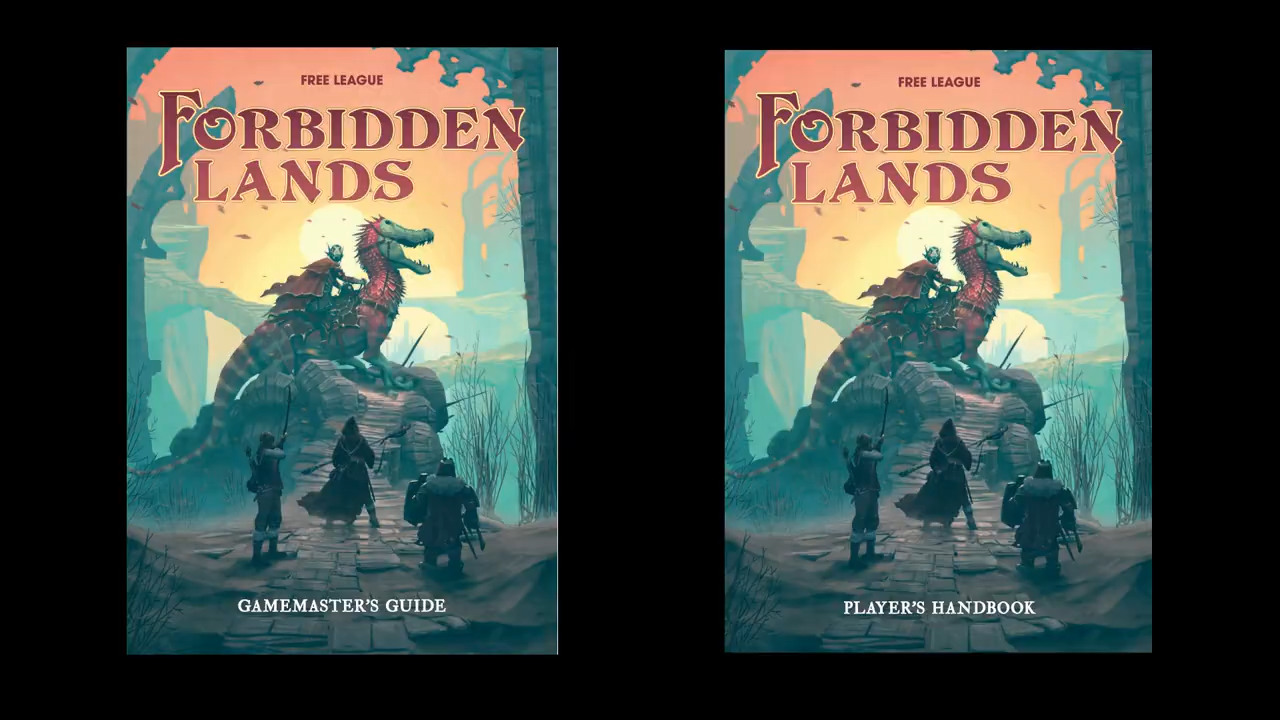 FREE LEAGUE
FORBIDDEN
LANDS
GAMEMASTER'S GUIDE
FREE LEAGUE
FORBIDDEN
LANDS
PLAYER'S HANDBOOK